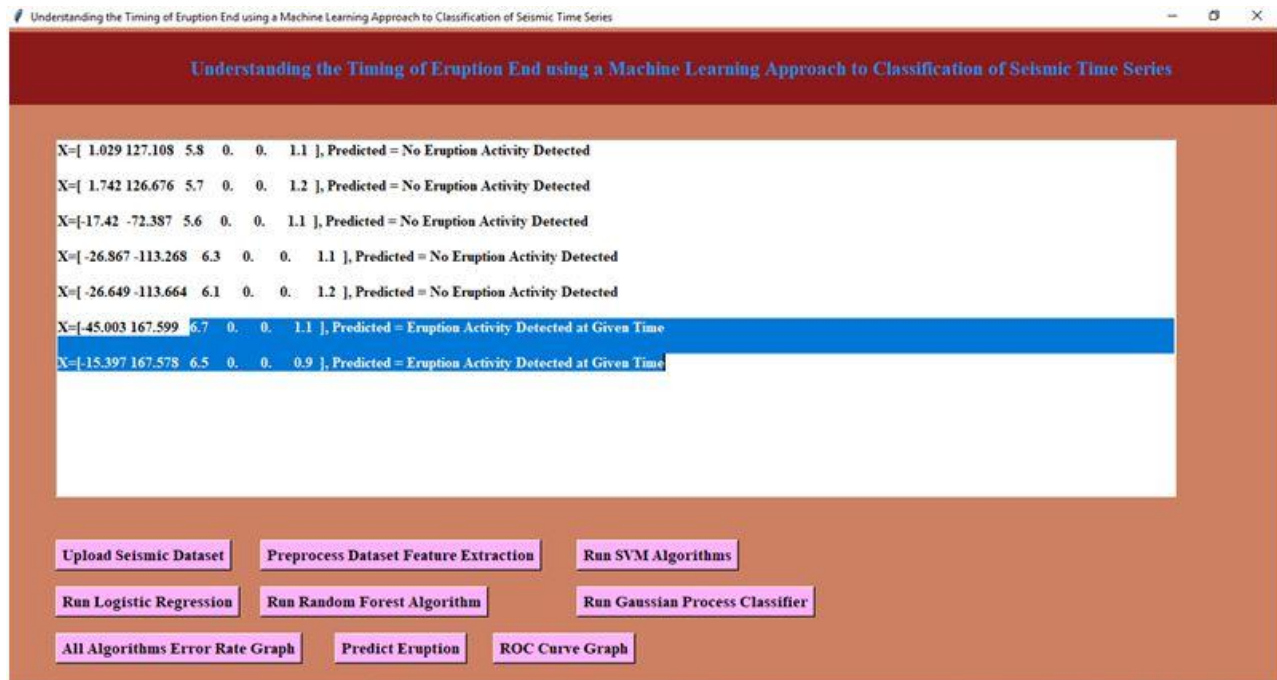 Understanding the Timing of Eruption End using a Machine Learning Approach to Classification of Seismic Time Series
Understanding the Timing of Eruption End using a Machine Learning Approach to Classification of Seismic Time Series
X=[ 1.029 127.108 5.8 0. 0. 1.1 ], Predicted = No Eruption Activity Detected
X=[ 1.742 126.676 5.7 0. 0. 1.2 ], Predicted = No Eruption Activity Detected
X=[-17.42 -72.387 5.6 0. 0. 1.1 ], Predicted = No Eruption Activity Detected
X=[ -26.867 -113.268 6.3 0. 0. 1.1 ], Predicted = No Eruption Activity Detected
X=[ -26.649 -113.664 6.1 0. 0. 1.2 ], Predicted = No Eruption Activity Detected
X=[-45.003 167.599 6.7 0. 0. 1.1 ], Predicted = Eruption Activity Detected at Given Time
X=[-15.397 167.578 6.5 0. 0. 0.9 ], Predicted = Eruption Activity Detected at Given Time
Upload Seismic Dataset Preprocess Dataset Feature Extraction Run SVM Algorithms
Run Logistic Regression Run Random Forest Algorithm Run Gaussian Process Classifier
All Algorithms Error Rate Graph Predict Eruption ROC Curve Graph